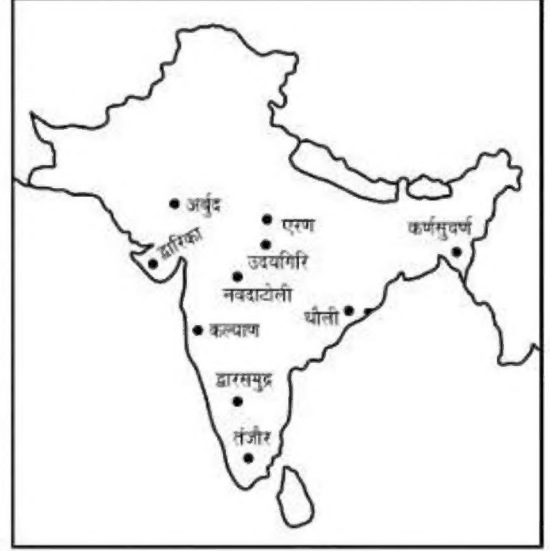 अर्बुद
एरण
कर्णसुवर्ण
द्वारिका
उदयगिरि
नवदाटोली
धौली
कल्याण
द्वारसमुद्र
तंजौर